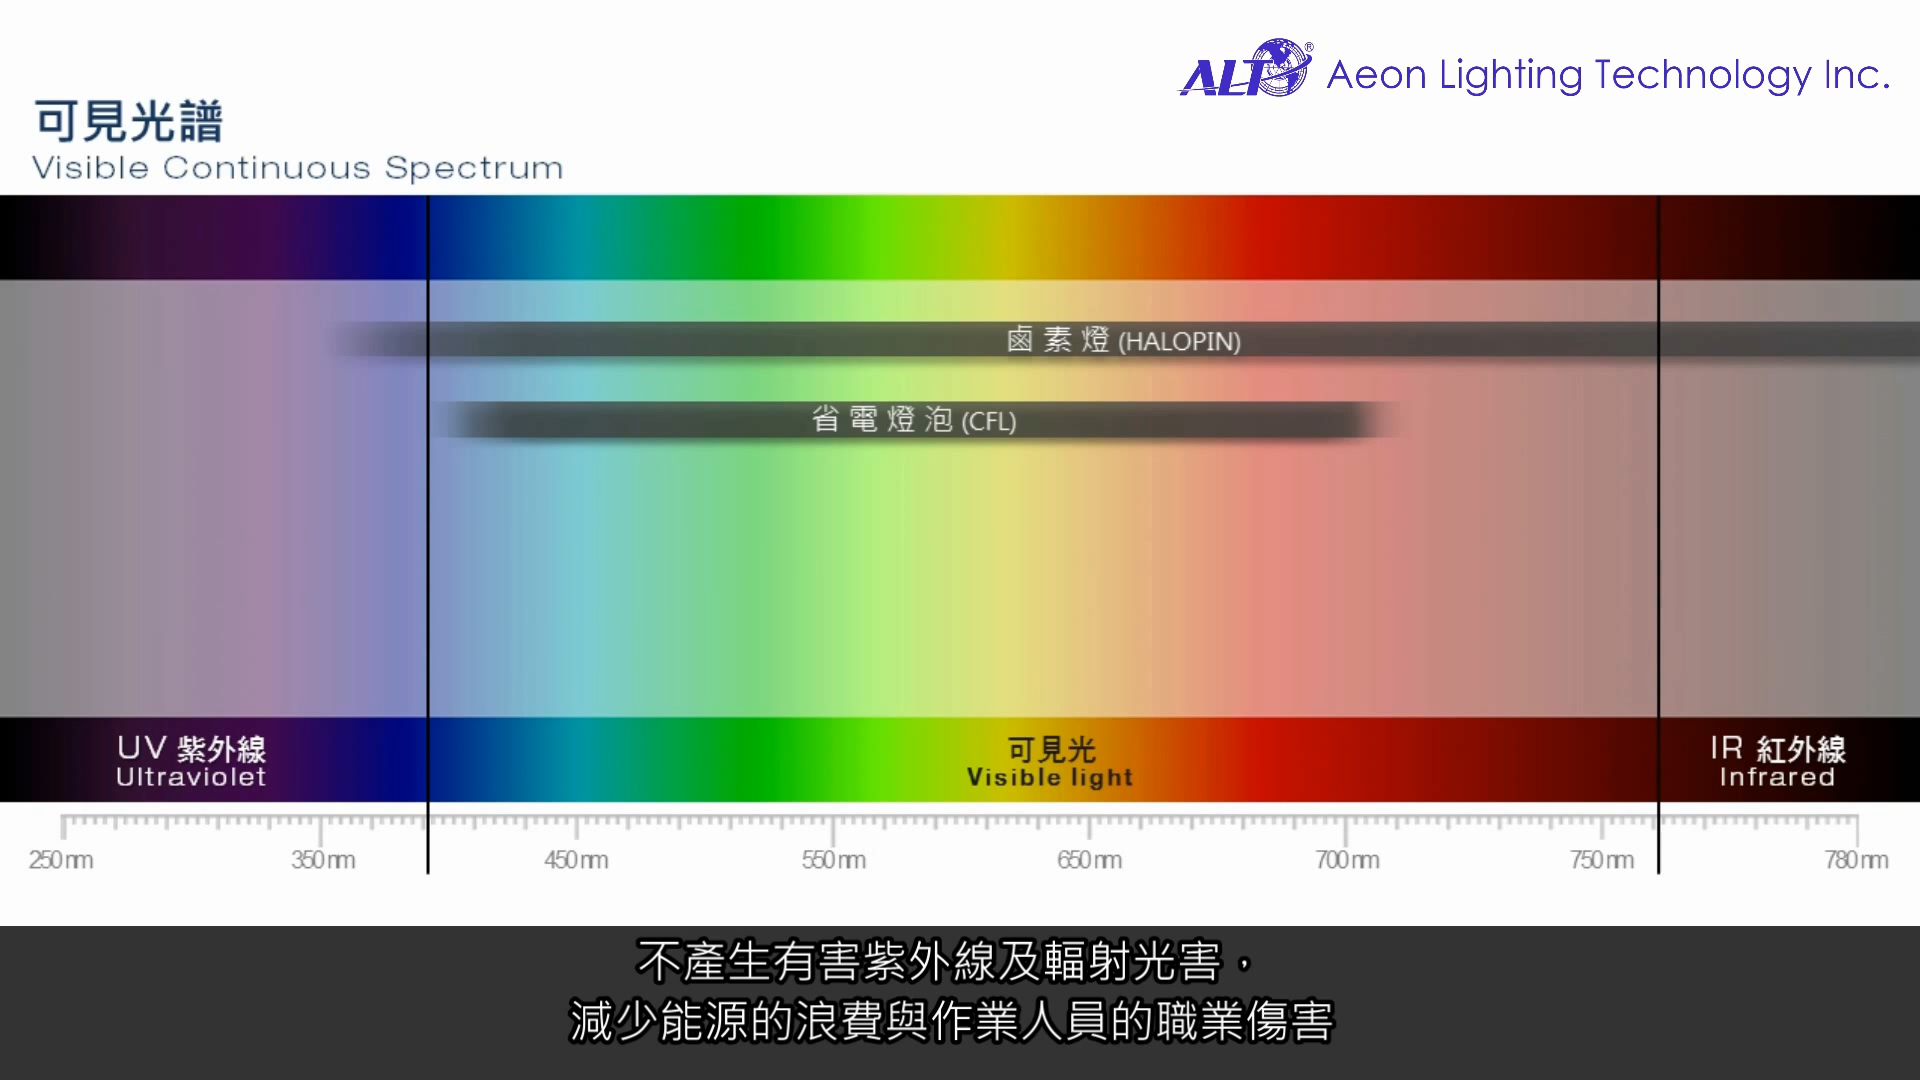 ALT® Aeon Lighting Technology Inc.
可見光譜
Visible Continuous Spectrum
鹵素燈 (HALOPIN)
省電燈泡 (CFL)
UV 紫外線
Ultraviolet
可見光
Visible light
IR 紅外線
Infrared
250nm 350nm 450nm 550nm 650nm 700nm 750nm 780nm
不產生有害紫外線及輻射光害，
減少能源的浪費與作業人員的職業傷害